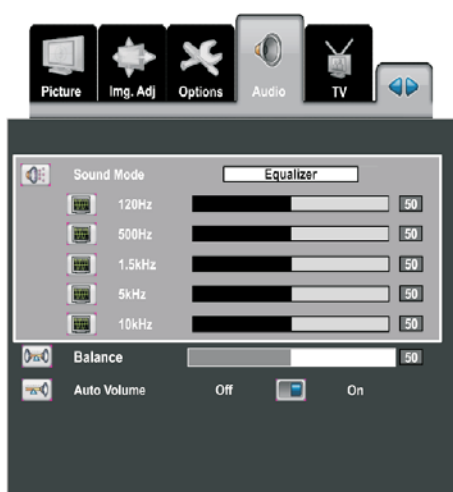 Picture Img. Adj Options Audio TV
Sound Mode Equalizer
120Hz 50
500Hz 50
1.5kHz 50
5kHz 50
10kHz 50
Balance 50
Auto Volume Off On